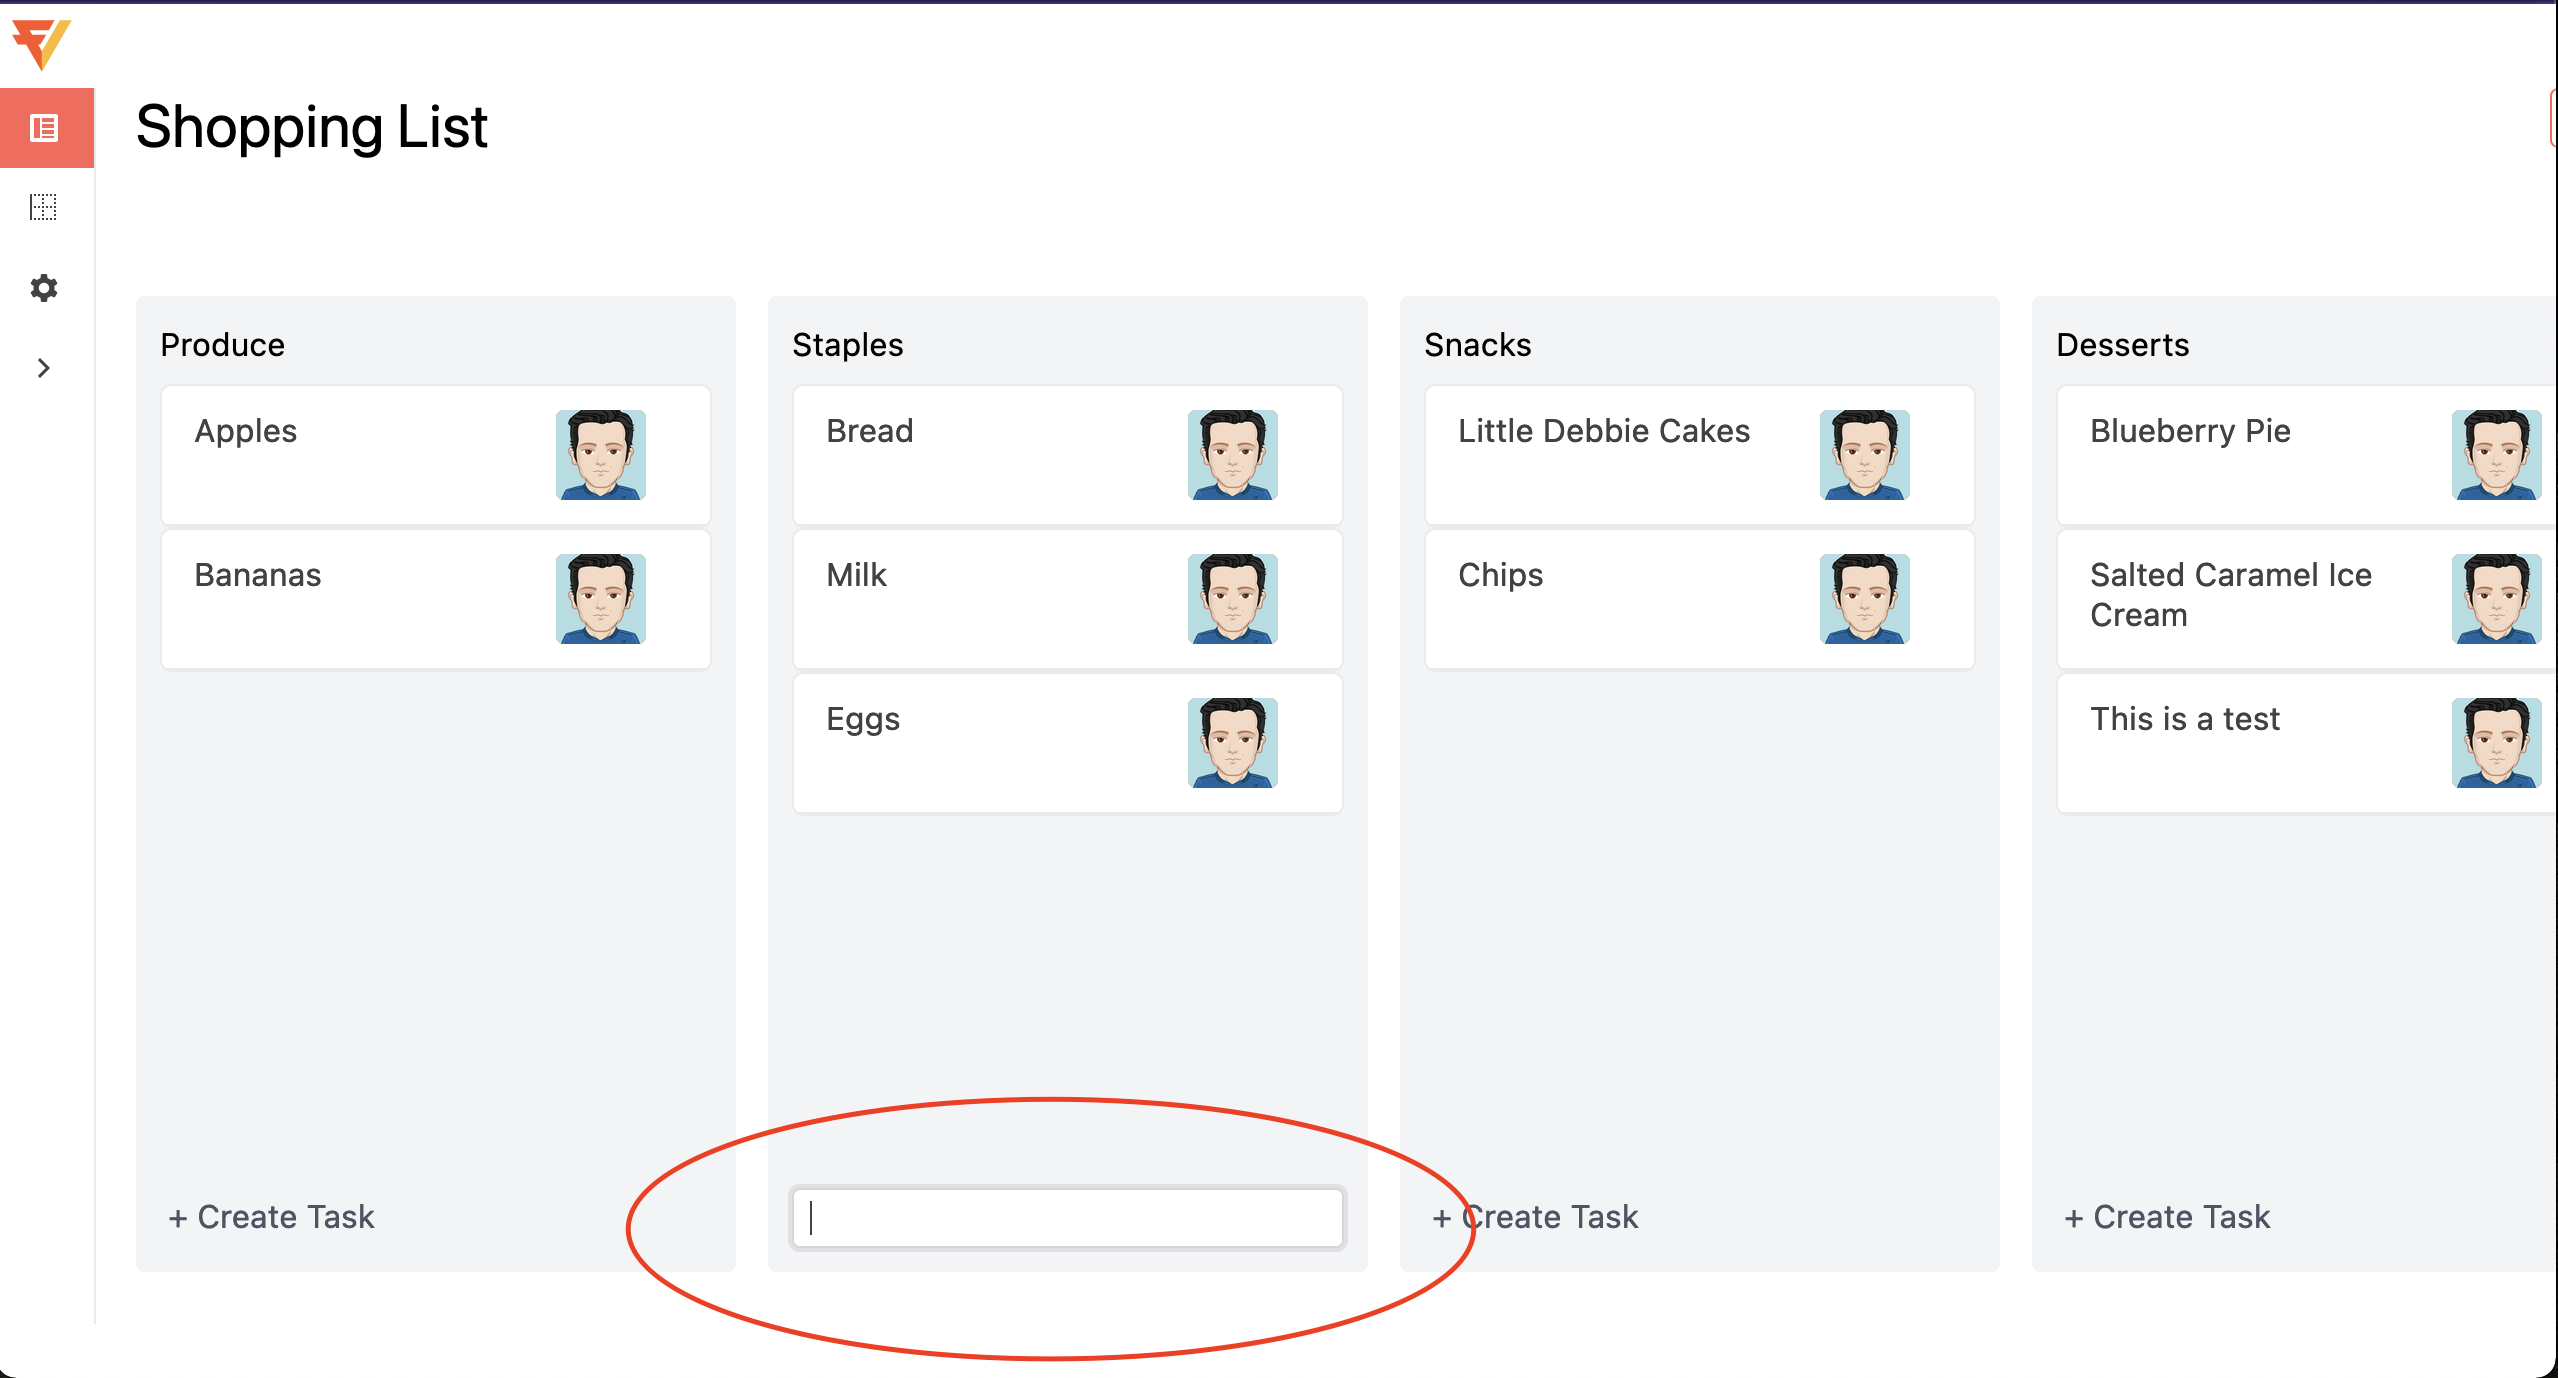 Shopping List
Produce
Apples
Bananas
+ Create Task
Staples
Bread
Milk
Eggs
Snacks
Little Debbie Cakes
Chips
+ Create Task
Desserts
Blueberry Pie
Salted Caramel Ice
Cream
This is a test
+ Create Task